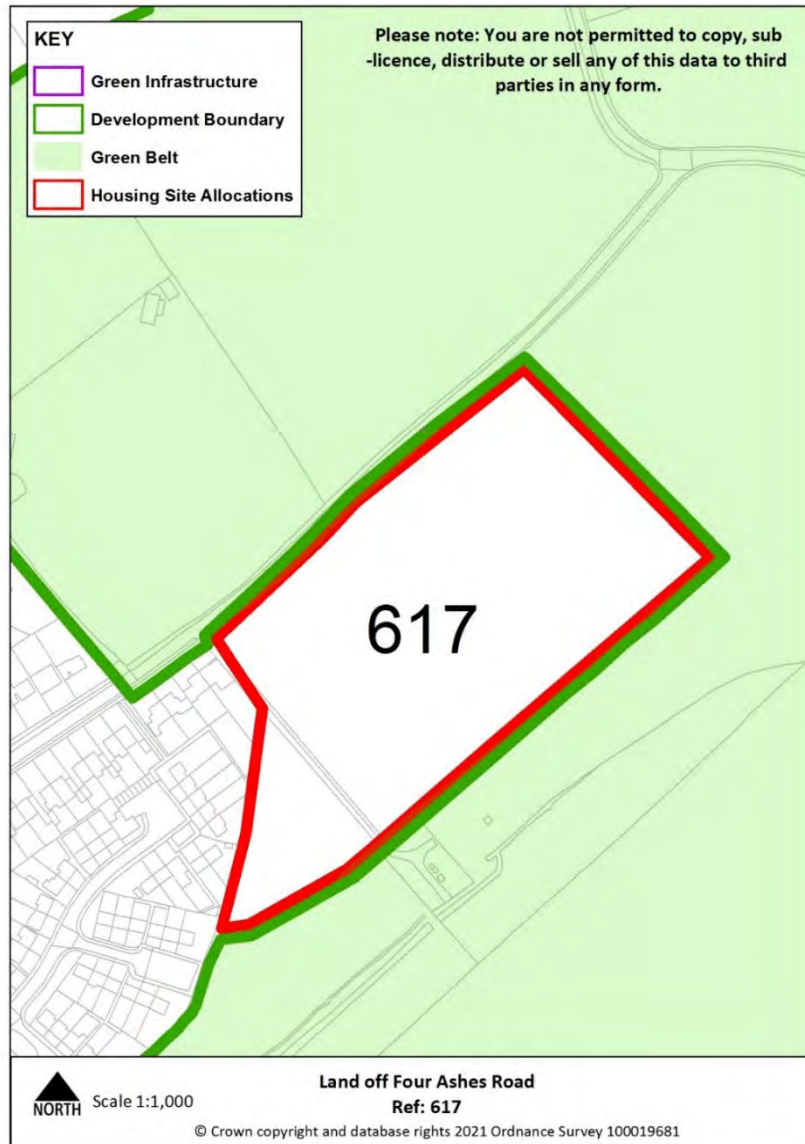 KEY
Green Infrastructure
Development Boundary
Green Belt
Housing Site Allocations
Please note: You are not permitted to copy, sub
-licence, distribute or sell any of this data to third
parties in any form.
617
NORTH
Scale 1:1,000
Land off Four Ashes Road
Ref: 617
© Crown copyright and database rights 2021 Ordnance Survey 100019681